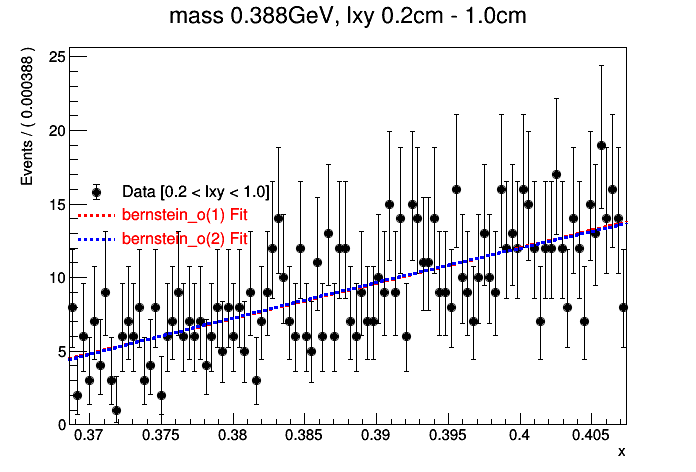 mass 0.388GeV, lxy 0.2cm - 1.0cm
Events / ( 0.000388 )
25
20
15
10
5
0
Data [0.2 < lxy < 1.0]
bernstein_o(1) Fit
bernstein_o(2) Fit
0.37 0.375 0.38 0.385 0.39 0.395 0.4 0.405
x